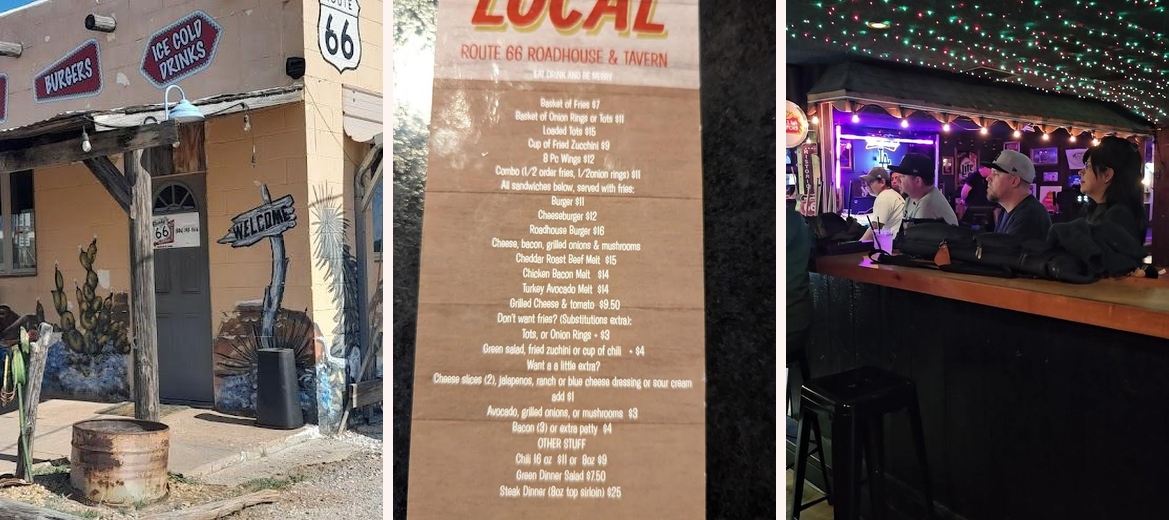 BURGERS
ICE COLD
DRINKS
ROUTE
66
66
WELCOME
LOCAL
ROUTE 66 ROADHOUSE & TAVERN
EAT DRINK AND BE MERRY
Basket of Fries $7
Basket of Onion Rings or Tots $11
Loaded Tots $15
Cup of Fried Zucchini $9
8 Pc Wings $12
Combo (1/2 order fries, 1/2onion rings) $11
All sandwiches below, served with fries:
Burger $11
Cheeseburger $12
Roadhouse Burger $16
Cheese, bacon, grilled onions & mushrooms
Cheddar Roast Beef Melt $15
Chicken Bacon Melt $14
Turkey Avocado Melt $14
Grilled Cheese & tomato $9.50
Don't want fries? (Substitutions extra):
Tots, or Onion Rings + $3
Green salad, fried zuchini or cup of chili + $4
Want a a little extra?
Cheese slices (2), jalapenos, ranch or blue cheese dressing or sour cream
add $1
Avocado, grilled onions, or mushrooms $3
Bacon (3) or extra patty $4
OTHER STUFF
Chili 16 oz $11 or 8oz $9
Green Dinner Salad $7.50
Steak Dinner (8oz top sirloin) $25